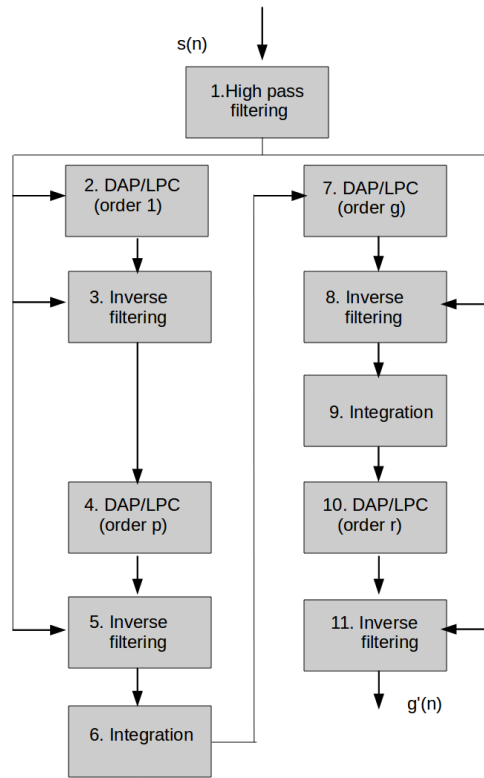 s(n)
1.High pass
filtering
2. DAP/LPC
(order 1)
3. Inverse
filtering
4. DAP/LPC
(order p)
5. Inverse
filtering
6. Integration
7. DAP/LPC
(order g)
8. Inverse
filtering
9. Integration
10. DAP/LPC
(order r)
11. Inverse
filtering
g'(n)